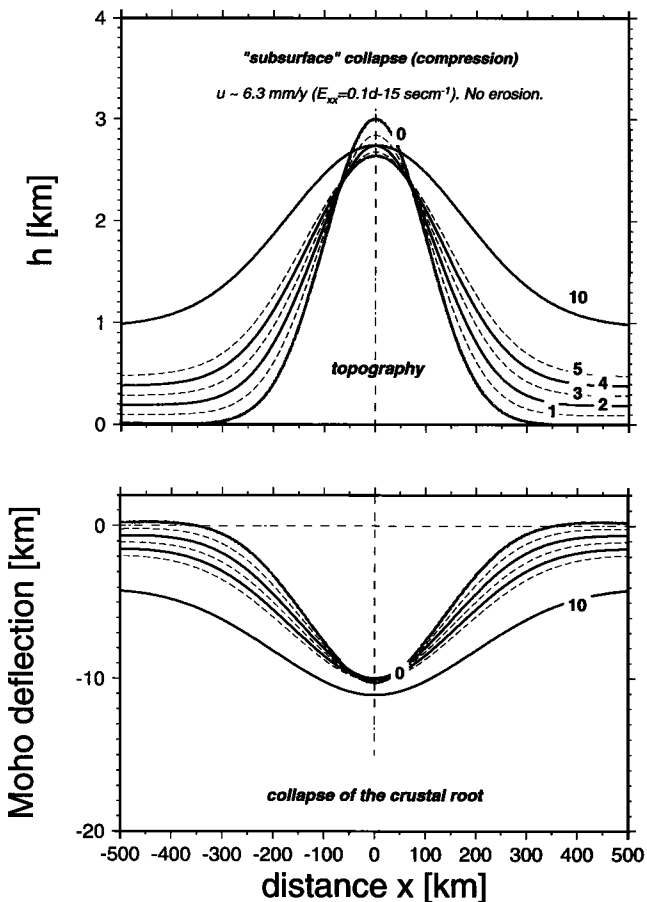 4
"subsurface" collapse (compression)
u ~ 6.3 mm/y (Exx=0.1d-15 secm-1). No erosion.
3
0
h [km]
2
10
1
5
topography
4
3
1
2
0
0
Moho deflection [km]
10
-10
0
collapse of the crustal root
-20
-500 -400 -300 -200 -100 0 100 200 300 400 500
distance x [km]